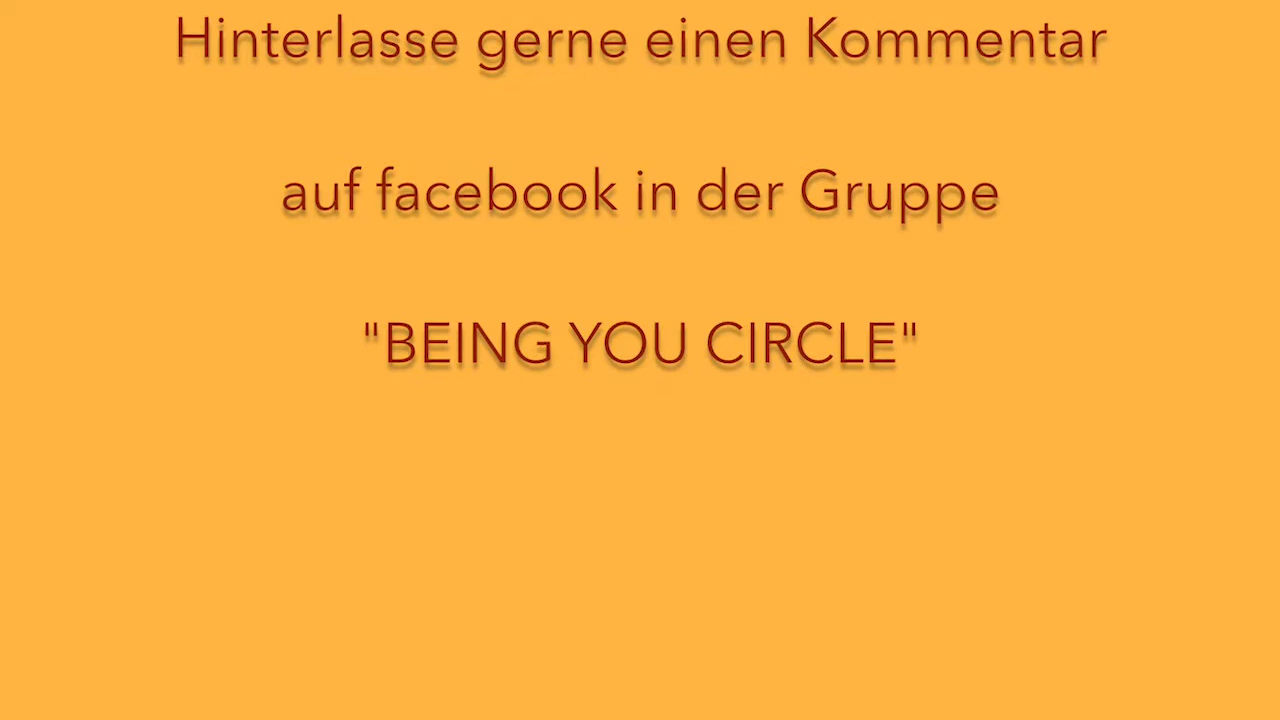 Hinterlasse gerne einen Kommentar
auf facebook in der Gruppe
"BEING YOU CIRCLE"